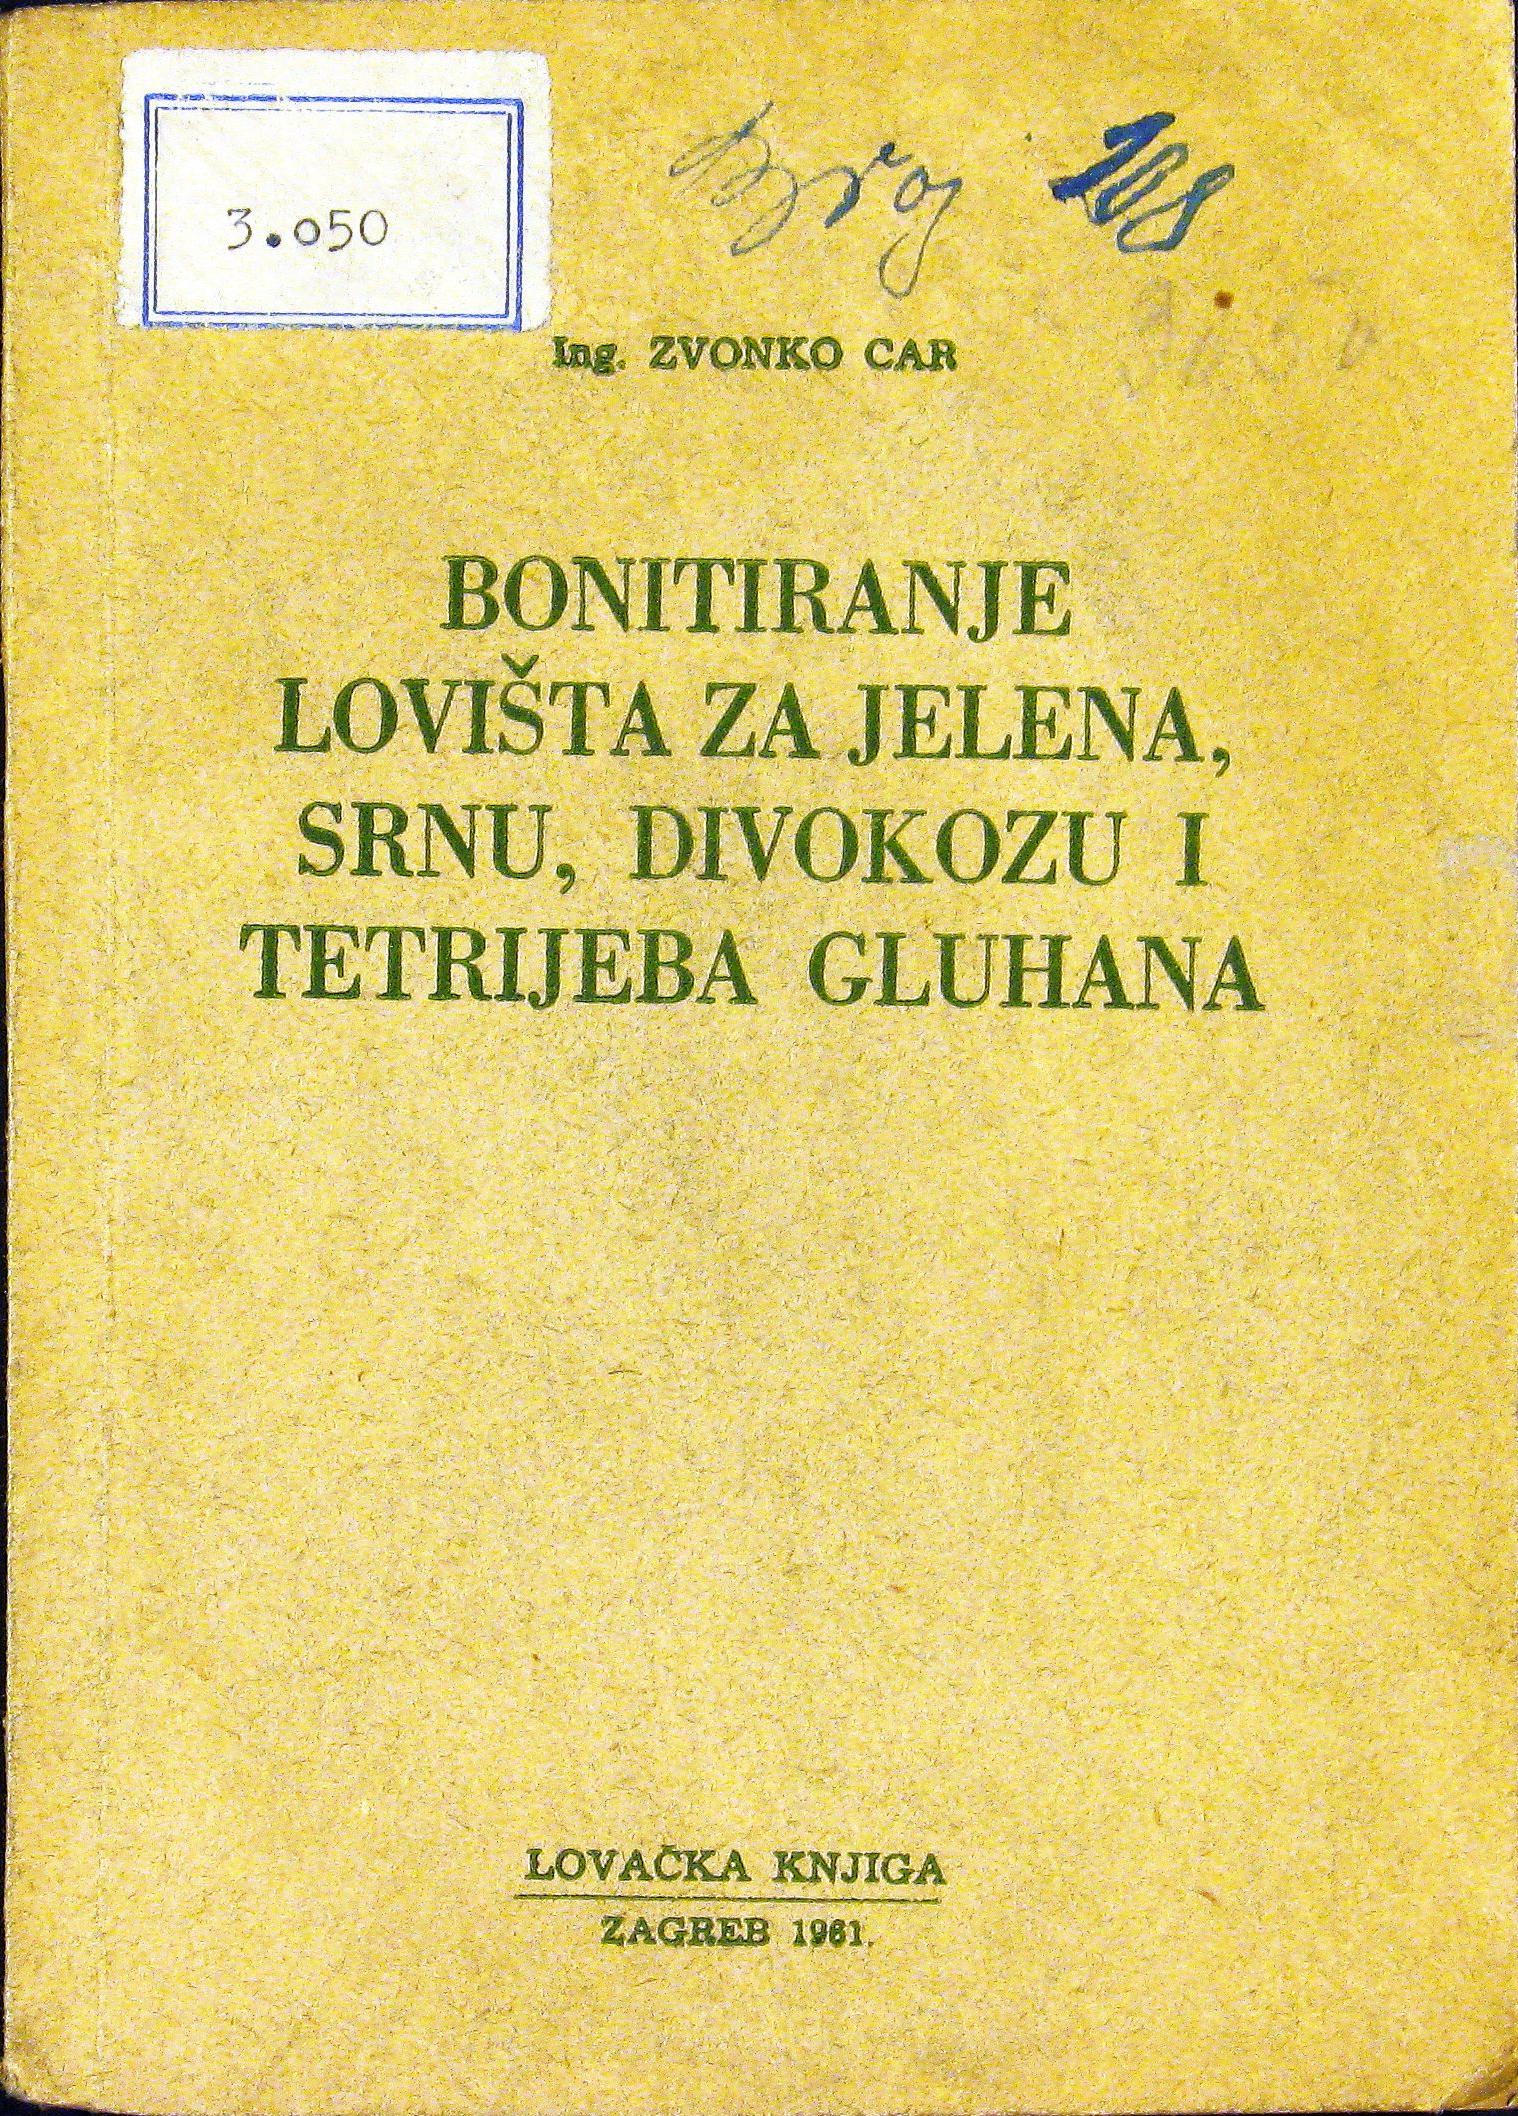 3.050
Broj 108
Ing. ZVONKO CAR
BONITIRANJE
LOVIŠTA ZA JELENA,
SRNU, DIVOKOZU I
TETRIJEBA GLUHANA
LOVAČKA KNJIGA
ZAGREB 1961.